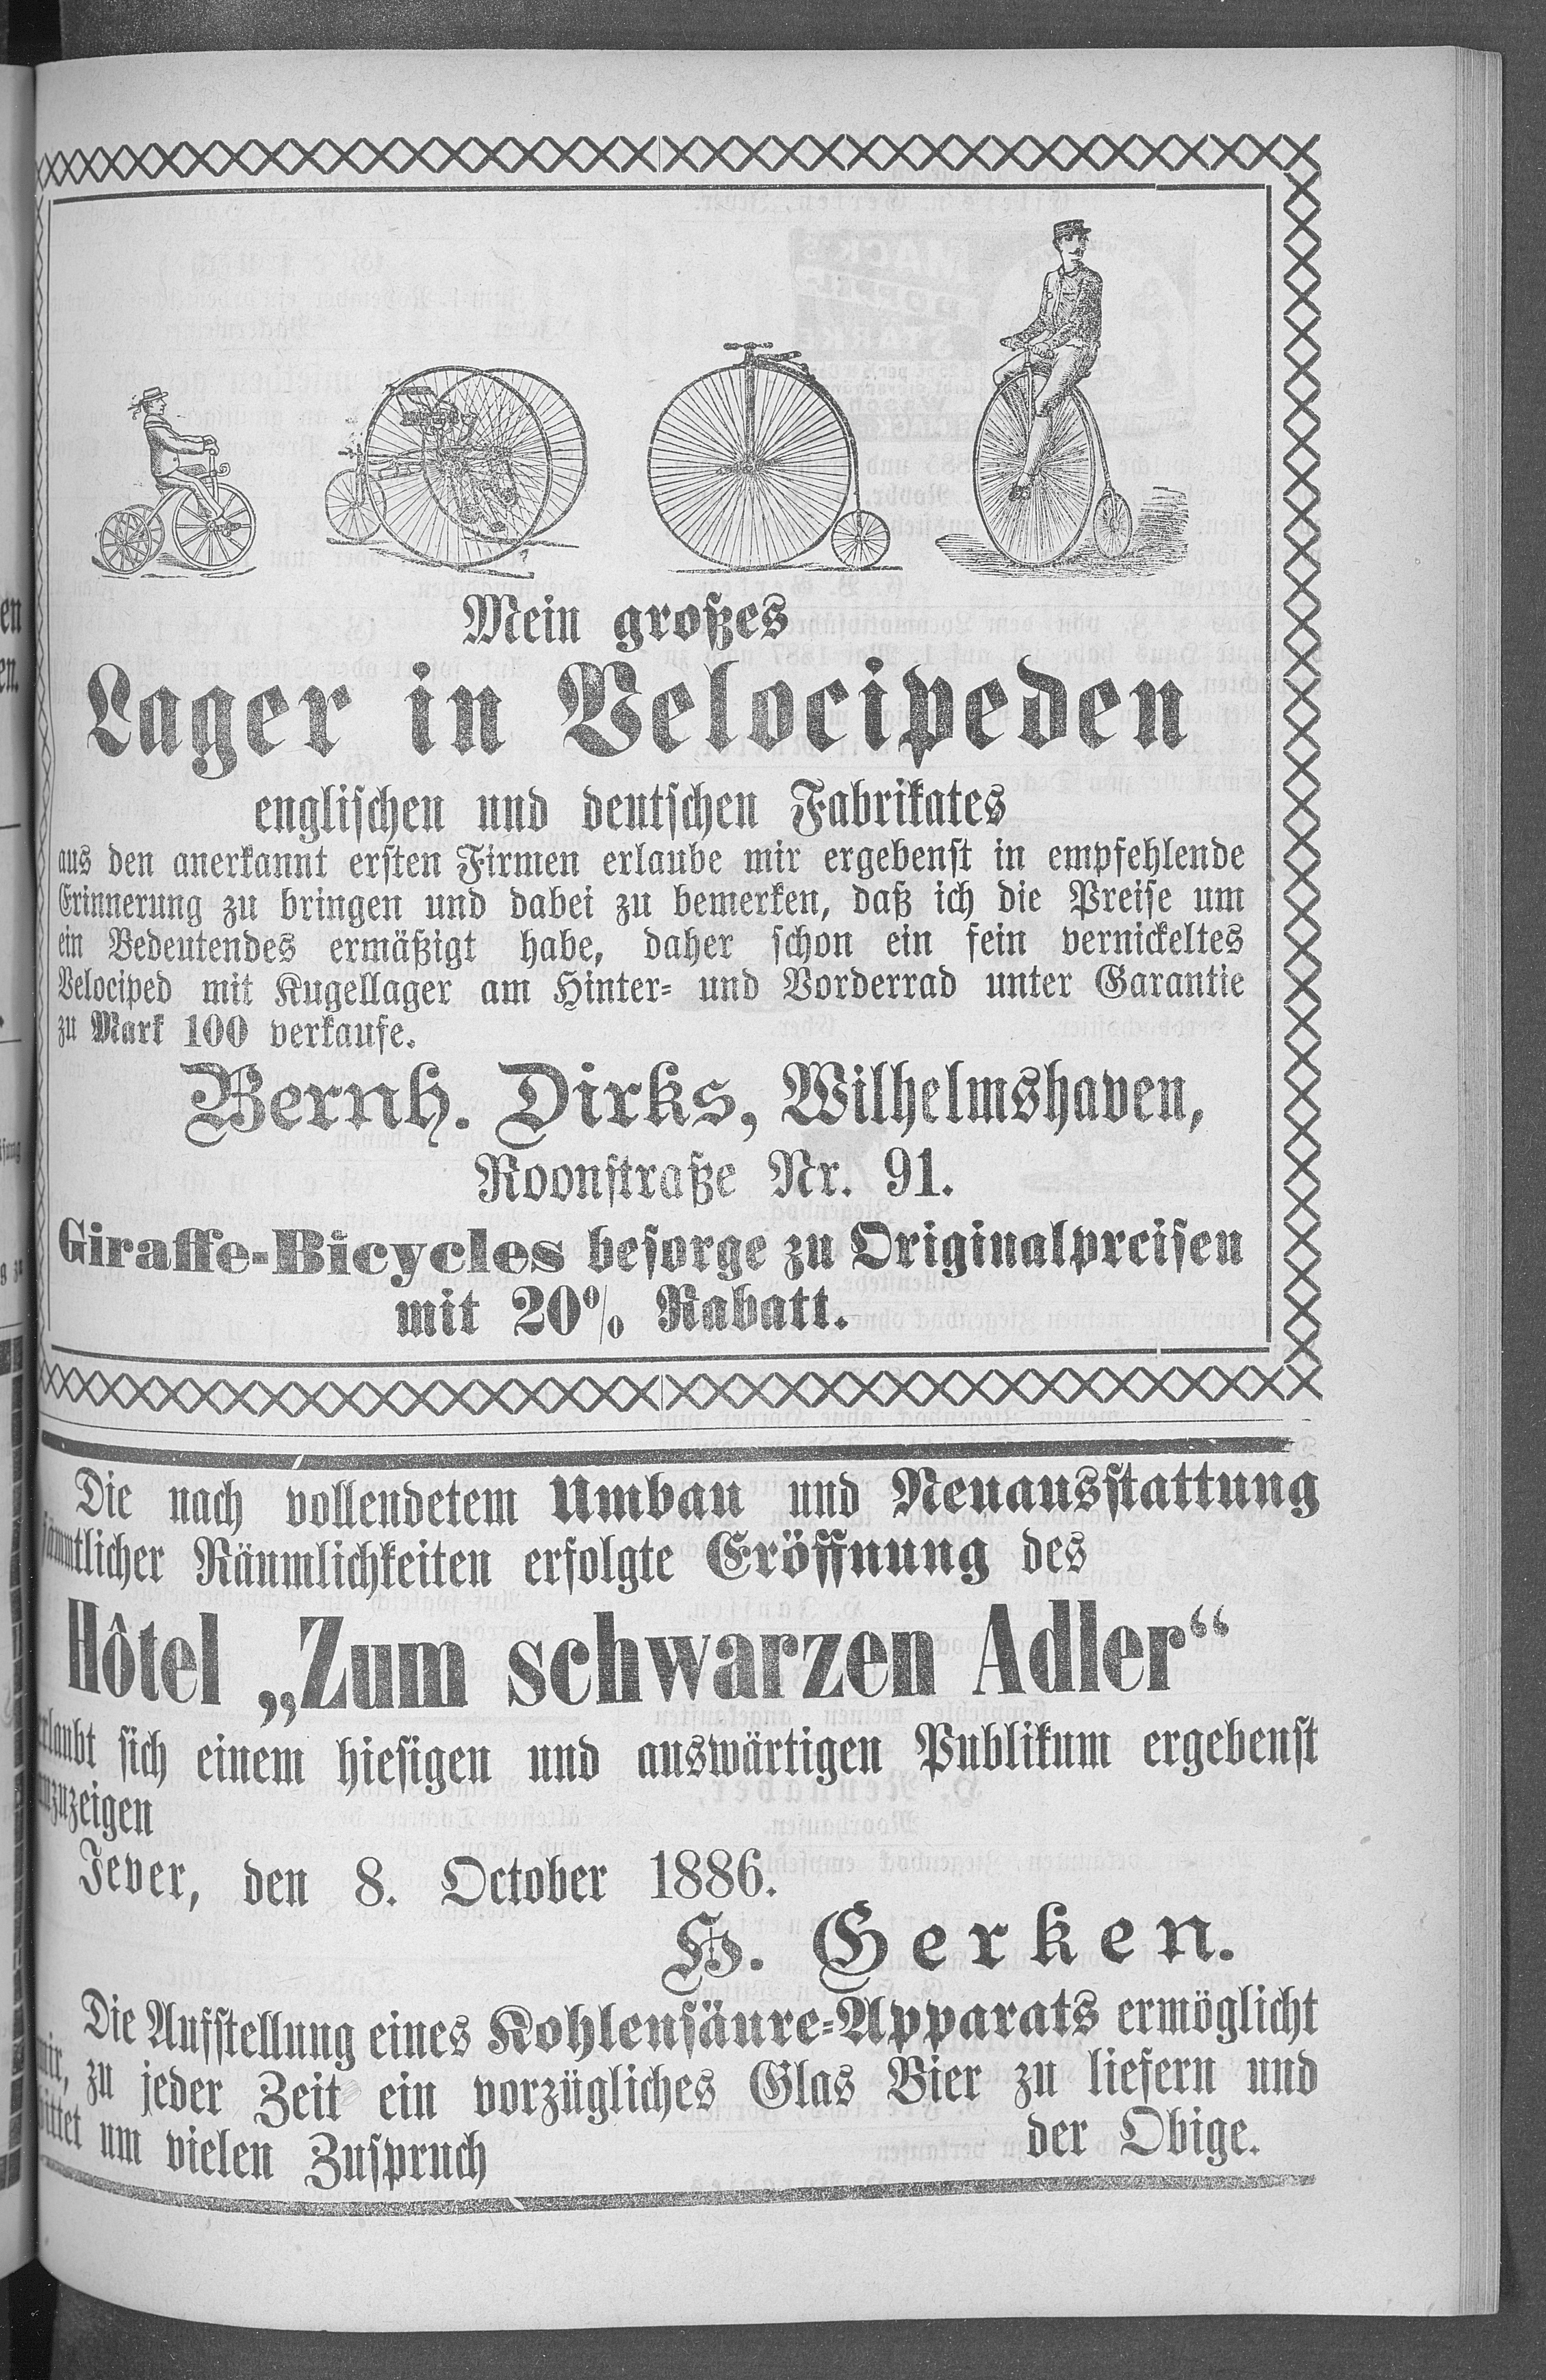 Mein großes
Lager in Velocipeden
englischen und deutschen Fabrikates
aus den anerkannt ersten Firmen erlaube mir ergebenst in empfehlende
Erinnerung zu bringen und dabei zu bemerken, daß ich die Preise um
ein Bedeutendes ermäßigt habe, daher schon ein fein vernickeltes
Velociped mit Kugellager am Hinter- und Vorderrad unter Garantie
zu Mark 100 verkaufe.
Bernh. Dirks, Wilhelmshaven,
Roonstraße Nr. 91.
Giraffe-Bicycles besorge zu Originalpreisen
mit 20% Rabatt.
Die nach vollendetem Umbau und Neuausstattung
sämmtlicher Räumlichkeiten erfolgte Eröffnung des
Hôtel „Zum schwarzen Adler“
erlaubt sich einem hiesigen und auswärtigen Publikum ergebenst
anzuzeigen
Jever, den 8. October 1886.
H. Gerken.
Die Aufstellung eines Kohlensäure-Apparats ermöglicht
mir, zu jeder Zeit ein vorzügliches Glas Bier zu liefern und
bittet um vielen Zuspruch der Obige.